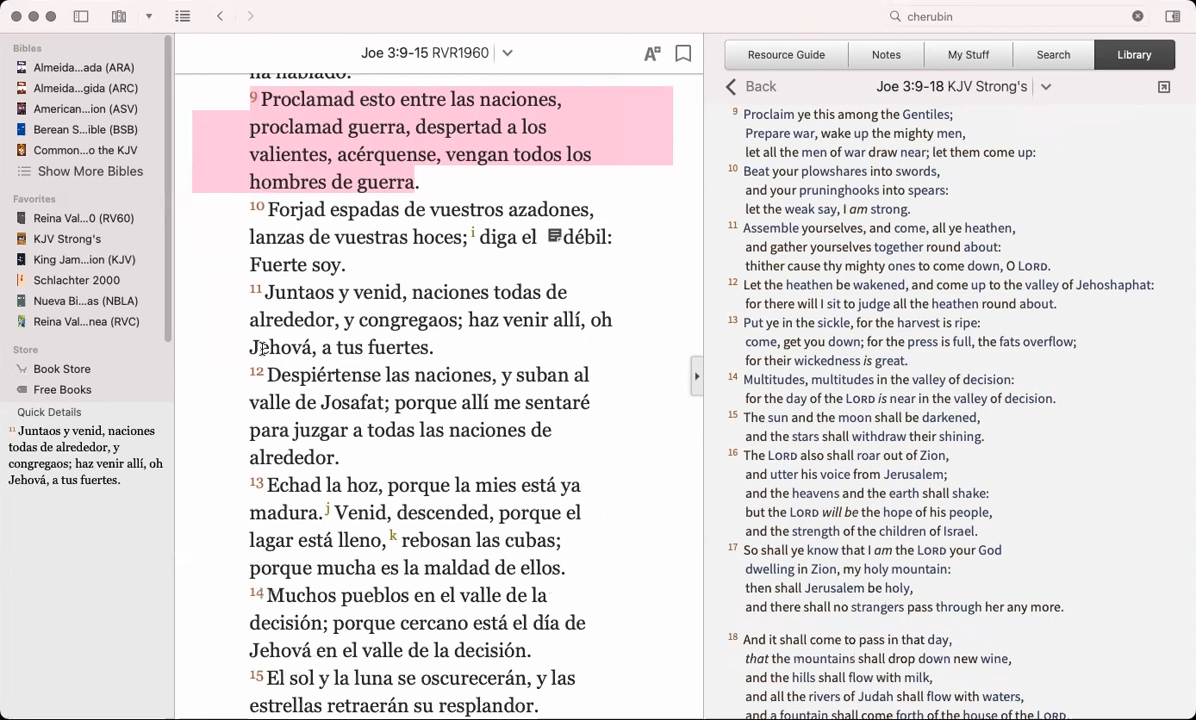 cherubin
Bibles
Almeida...ada (ARA)
Almeida...gida (ARC)
American...ion (ASV)
Berean S...ible (BSB)
Common...o the KJV
Show More Bibles
Favorites
Reina Val...0 (RV60)
KJV Strong's
King Jam...ion (KJV)
Schlachter 2000
Nueva Bi...as (NBLA)
Reina Val...nea (RVC)
Store
Book Store
Free Books
Quick Details
11 Juntaos y venid, naciones
todas de alrededor, y
congregaos; haz venir allí, oh
Jehová, a tus fuertes.
Joe 3:9-15 RVR1960
ha hablado.
9 Proclamad esto entre las naciones,
proclamad guerra, despertad a los
valientes, acérquense, vengan todos los
hombres de guerra.
10 Forjad espadas de vuestros azadones,
lanzas de vuestras hoces; i diga el débil:
Fuerte soy.
11 Juntaos y venid, naciones todas de
alrededor, y congregaos; haz venir allí, oh
Jehová, a tus fuertes.
12 Despiértense las naciones, y suban al
valle de Josafat; porque allí me sentaré
para juzgar a todas las naciones de
alrededor.
13 Echad la hoz, porque la mies está ya
madura. j Venid, descended, porque el
lagar está lleno, k rebosan las cubas;
porque mucha es la maldad de ellos.
14 Muchos pueblos en el valle de la
decisión; porque cercano está el día de
Jehová en el valle de la decisión.
15 El sol y la luna se oscurecerán, y las
estrellas retraerán su resplandor.
Resource Guide
Notes
My Stuff
Search
Library
Back
Joe 3:9-18 KJV Strong's
9 Proclaim ye this among the Gentiles;
Prepare war, wake up the mighty men,
let all the men of war draw near; let them come up:
10 Beat your plowshares into swords,
and your pruninghooks into spears:
let the weak say, I am strong.
11 Assemble yourselves, and come, all ye heathen,
and gather yourselves together round about:
thither cause thy mighty ones to come down, O LORD.
12 Let the heathen be wakened, and come up to the valley of Jehoshaphat:
for there will I sit to judge all the heathen round about.
13 Put ye in the sickle, for the harvest is ripe:
come, get you down; for the press is full, the fats overflow;
for their wickedness is great.
14 Multitudes, multitudes in the valley of decision:
for the day of the LORD is near in the valley of decision.
15 The sun and the moon shall be darkened,
and the stars shall withdraw their shining.
16 The LORD also shall roar out of Zion,
and utter his voice from Jerusalem;
and the heavens and the earth shall shake:
but the LORD will be the hope of his people,
and the strength of the children of Israel.
17 So shall ye know that I am the LORD your God
dwelling in Zion, my holy mountain:
then shall Jerusalem be holy,
and there shall no strangers pass through her any more.
18 And it shall come to pass in that day,
that the mountains shall drop down new wine,
and the hills shall flow with milk,
and all the rivers of Judah shall flow with waters,
and a fountain shall come forth of the house of the LORD,